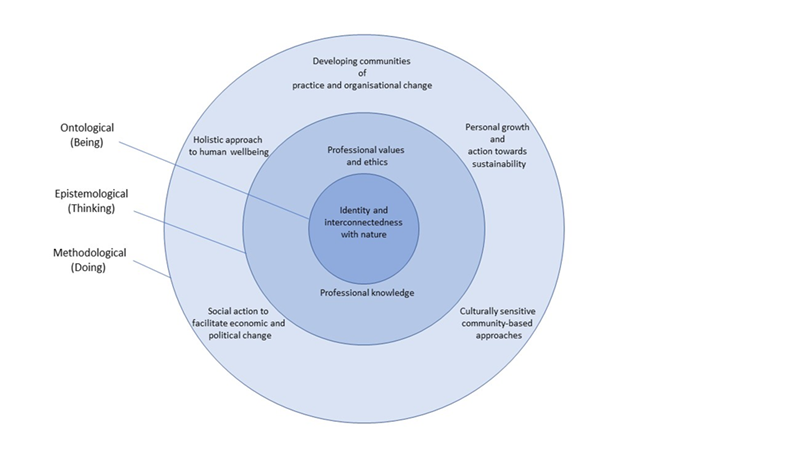 Developing communities
of
practice and organisational change
Ontological
(Being)
Holistic approach
to human wellbeing
Professional values
and ethics
Personal growth
and
action towards
sustainability
Epistemological
(Thinking)
Identity and
interconnectedness
with nature
Methodological
(Doing)
Professional knowledge
Social action to
facilitate economic and
political change
Culturally sensitive
community-based
approaches